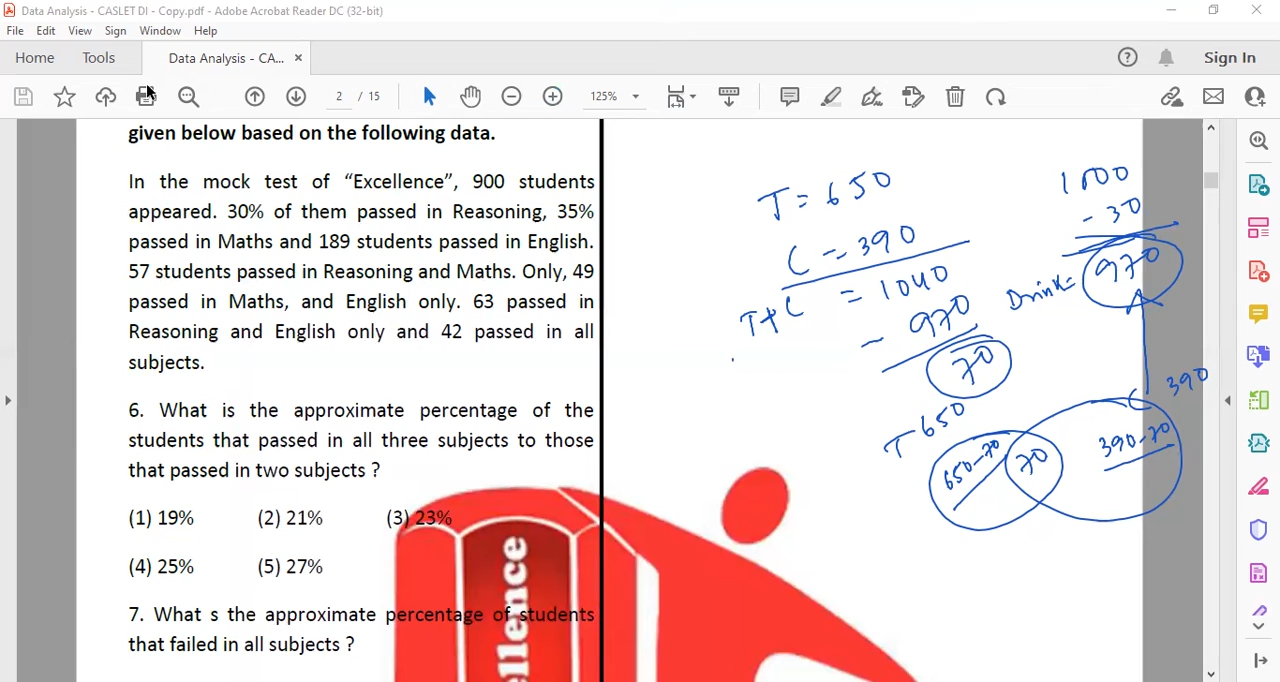 Data Analysis - CASLET DI - Copy.pdf - Adobe Acrobat Reader DC (32-bit)
File Edit View Sign Window Help
Home Tools Data Analysis - CA... × Sign In
2 / 15 125%
given below based on the following data.
In the mock test of “Excellence”, 900 students
appeared. 30% of them passed in Reasoning, 35%
passed in Maths and 189 students passed in English.
57 students passed in Reasoning and Maths. Only, 49
passed in Maths, and English only. 63 passed in
Reasoning and English only and 42 passed in all
subjects.
6. What is the approximate percentage of the
students that passed in all three subjects to those
that passed in two subjects ?
(1) 19% (2) 21% (3) 23%
(4) 25% (5) 27%
7. What s the approximate percentage of students
that failed in all subjects ?
ellence
T = 650
C = 390
T+C = 1040
- 970
70
1000
- 30
Drink = 970
T 650
C 390
650-70 70 390-70